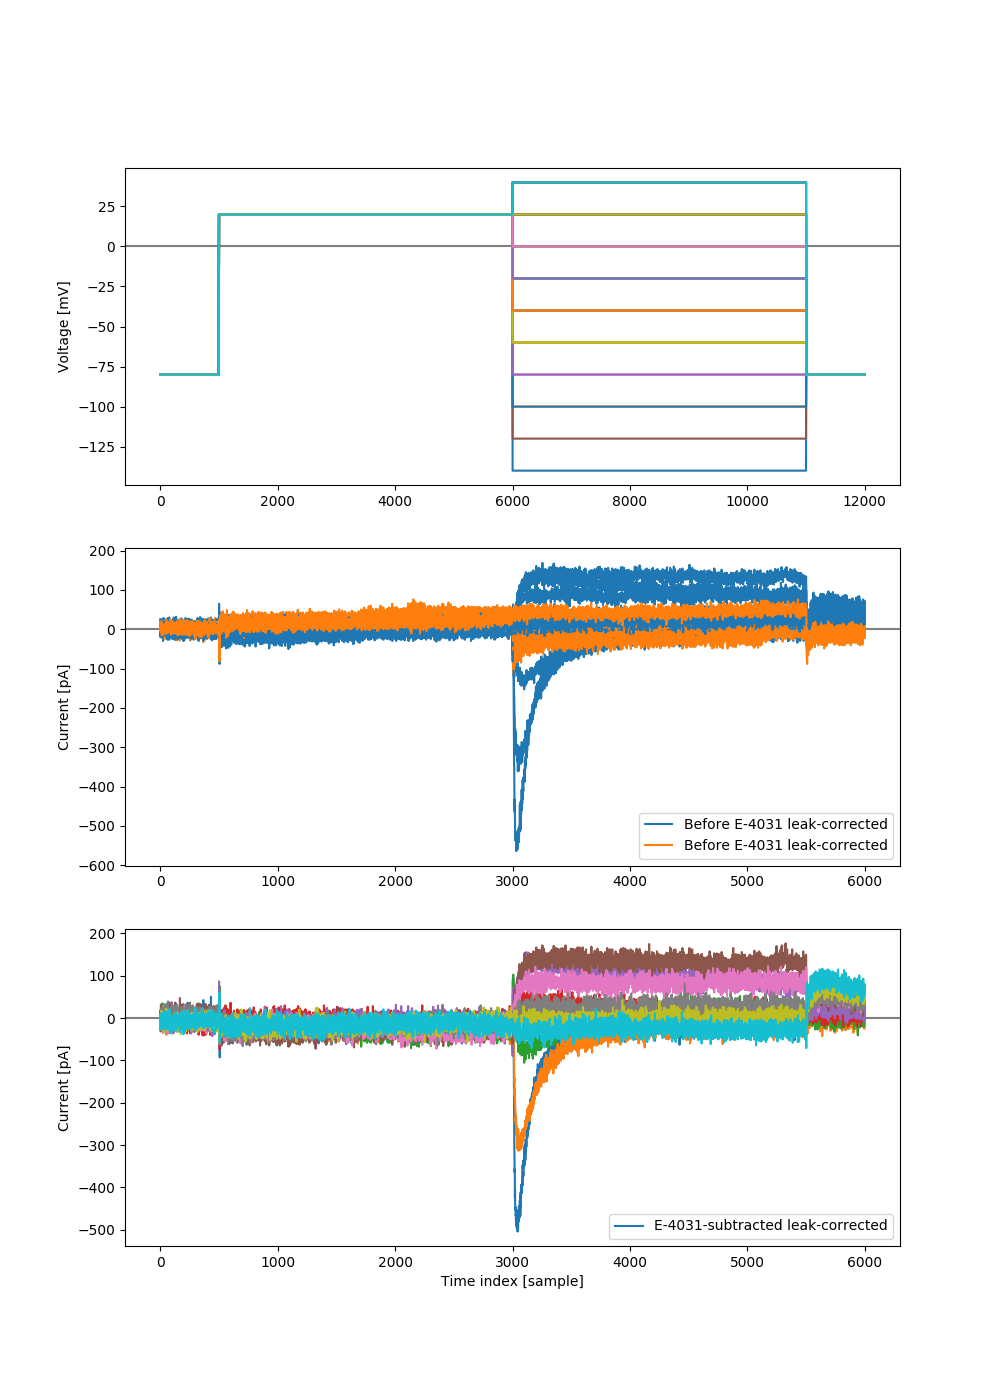 25
0
−25
−50
−75
−100
−125
Voltage [mV]
0 2000 4000 6000 8000 10000 12000
200
100
0
−100
−200
−300
−400
−500
−600
Current [pA]
Before E-4031 leak-corrected
Before E-4031 leak-corrected
0 1000 2000 3000 4000 5000 6000
200
100
0
−100
−200
−300
−400
−500
Current [pA]
E-4031-subtracted leak-corrected
0 1000 2000 3000 4000 5000 6000
Time index [sample]